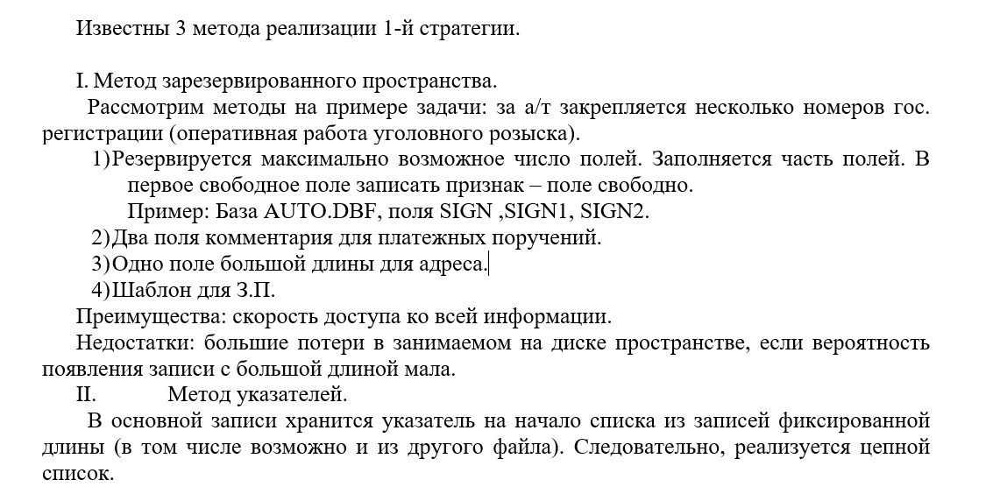 Известны 3 метода реализации 1-й стратегии.
I. Метод зарезервированного пространства.
Рассмотрим методы на примере задачи: за а/т закрепляется несколько номеров гос.
регистрации (оперативная работа уголовного розыска).
1)Резервируется максимально возможное число полей. Заполняется часть полей. В
первое свободное поле записать признак – поле свободно.
Пример: База AUTO.DBF, поля SIGN ,SIGN1, SIGN2.
2)Два поля комментария для платежных поручений.
3)Одно поле большой длины для адреса.
4)Шаблон для З.П.
Преимущества: скорость доступа ко всей информации.
Недостатки: большие потери в занимаемом на диске пространстве, если вероятность
появления записи с большой длиной мала.
II. Метод указателей.
В основной записи хранится указатель на начало списка из записей фиксированной
длины (в том числе возможно и из другого файла). Следовательно, реализуется цепной
список.